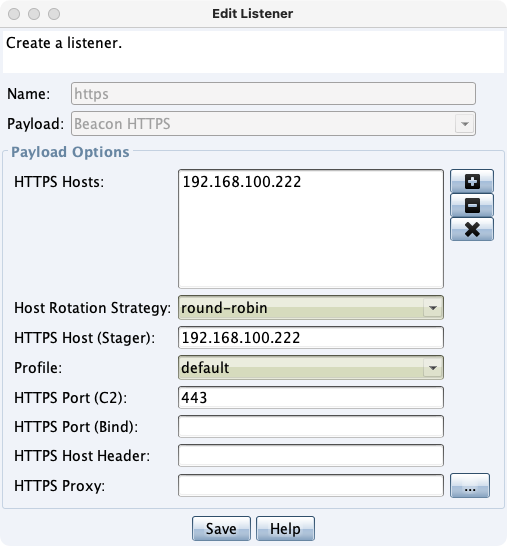 Edit Listener
Create a listener.
Name: https
Payload: Beacon HTTPS
Payload Options
HTTPS Hosts: 192.168.100.222
Host Rotation Strategy: round-robin
HTTPS Host (Stager): 192.168.100.222
Profile: default
HTTPS Port (C2): 443
HTTPS Port (Bind):
HTTPS Host Header:
HTTPS Proxy: ...
Save Help